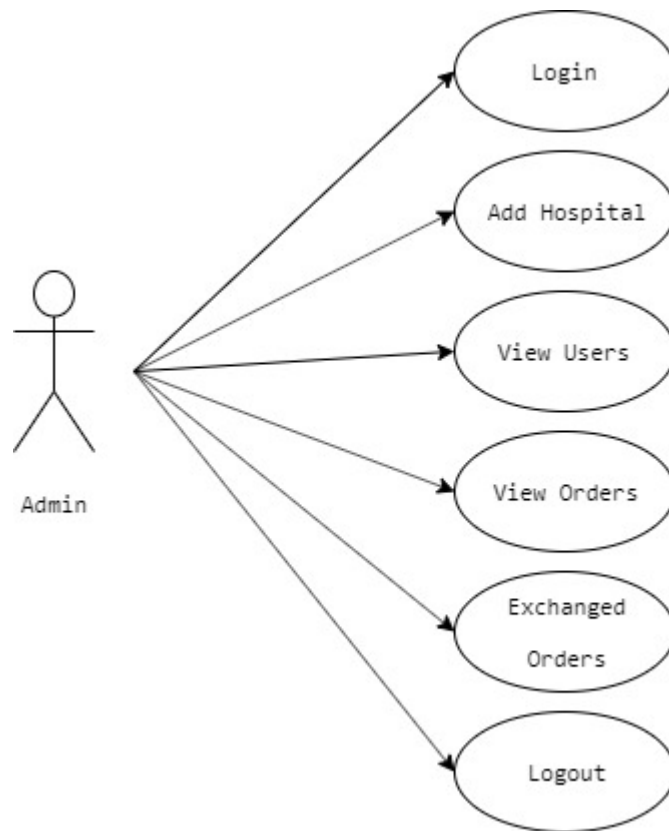 Login
Add Hospital
View Users
Admin
View Orders
Exchanged
Orders
Logout